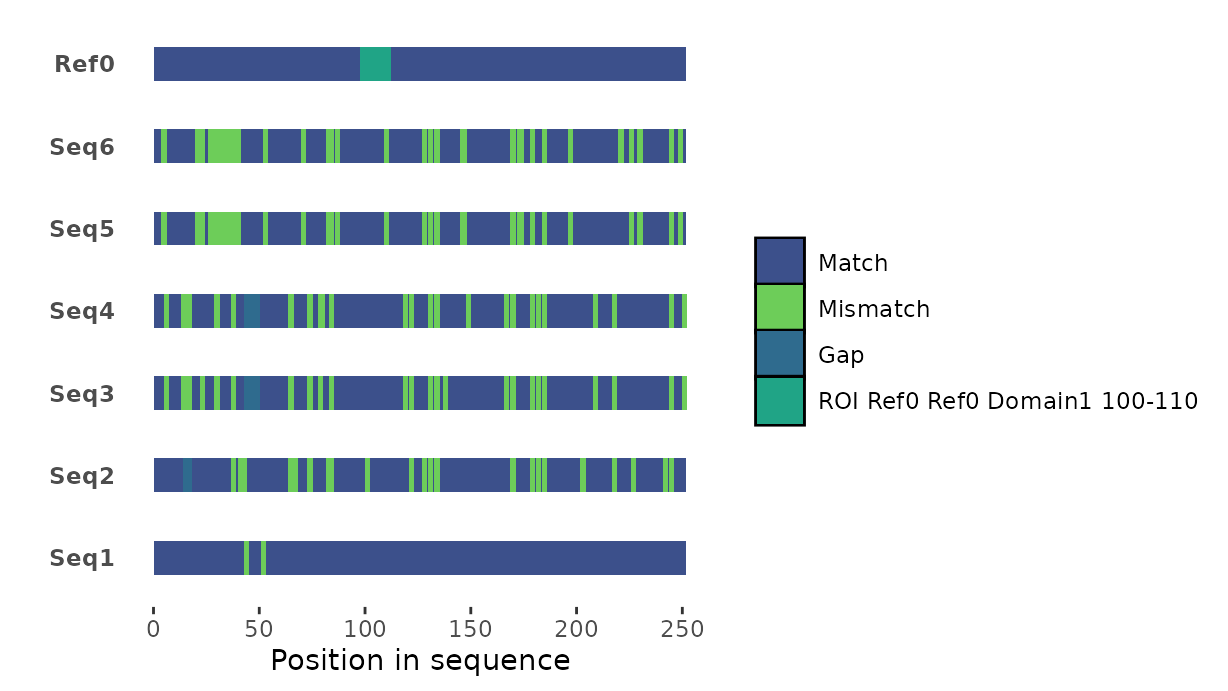 Ref0
Seq6
Seq5
Seq4
Seq3
Seq2
Seq1
0 50 100 150 200 250
Position in sequence
Match
Mismatch
Gap
ROI Ref0 Ref0 Domain1 100-110